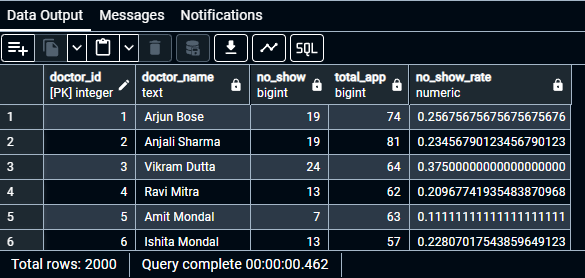 Data Output Messages Notifications
SQL
doctor_id doctor_name no_show total_app no_show_rate
[PK] integer text bigint bigint numeric
1 1 Arjun Bose 19 74 0.25675675675675675676
2 2 Anjali Sharma 19 81 0.23456790123456790123
3 3 Vikram Dutta 24 64 0.37500000000000000000
4 4 Ravi Mitra 13 62 0.20967741935483870968
5 5 Amit Mondal 7 63 0.11111111111111111111
6 6 Ishita Mondal 13 57 0.22807017543859649123
Total rows: 2000 Query complete 00:00:00.462